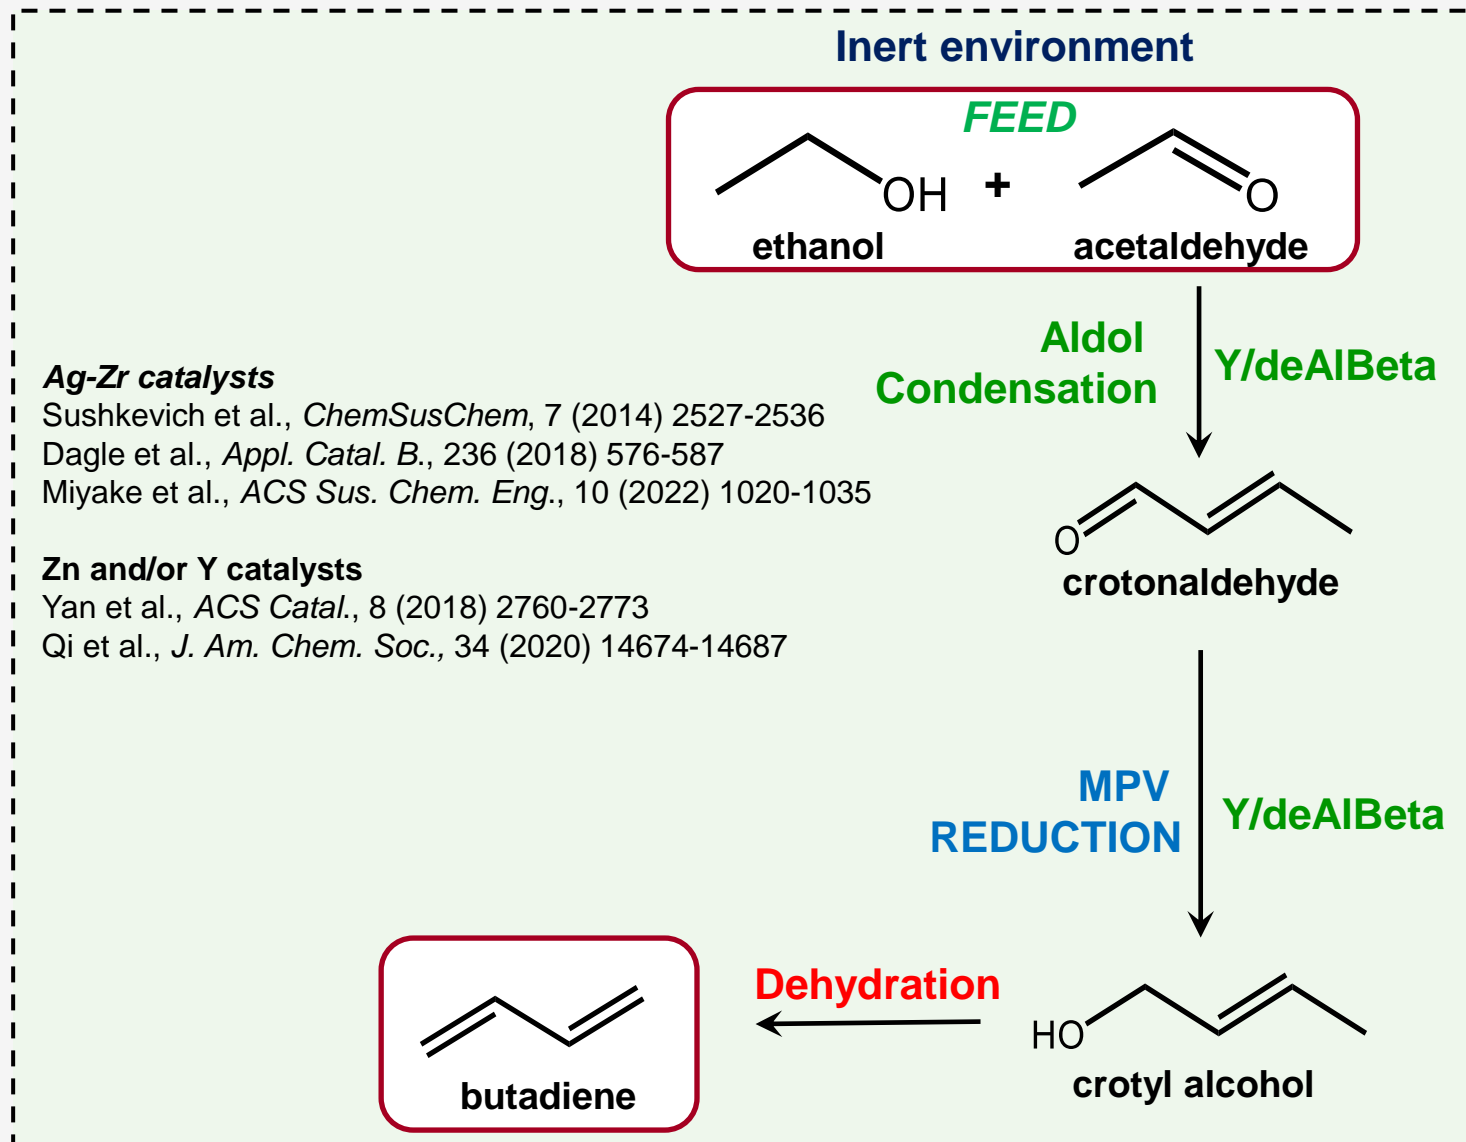 Inert environment
FEED
OH
+
O
ethanol
acetaldehyde
Aldol
Condensation
Y/deAlBeta
Ag-Zr catalysts
Sushkevich et al., ChemSusChem, 7 (2014) 2527-2536
Dagle et al., Appl. Catal. B., 236 (2018) 576-587
Miyake et al., ACS Sus. Chem. Eng., 10 (2022) 1020-1035
Zn and/or Y catalysts
Yan et al., ACS Catal., 8 (2018) 2760-2773
Qi et al., J. Am. Chem. Soc., 34 (2020) 14674-14687
O
crotonaldehyde
MPV
REDUCTION
Y/deAlBeta
Dehydration
HO
crotyl alcohol
butadiene